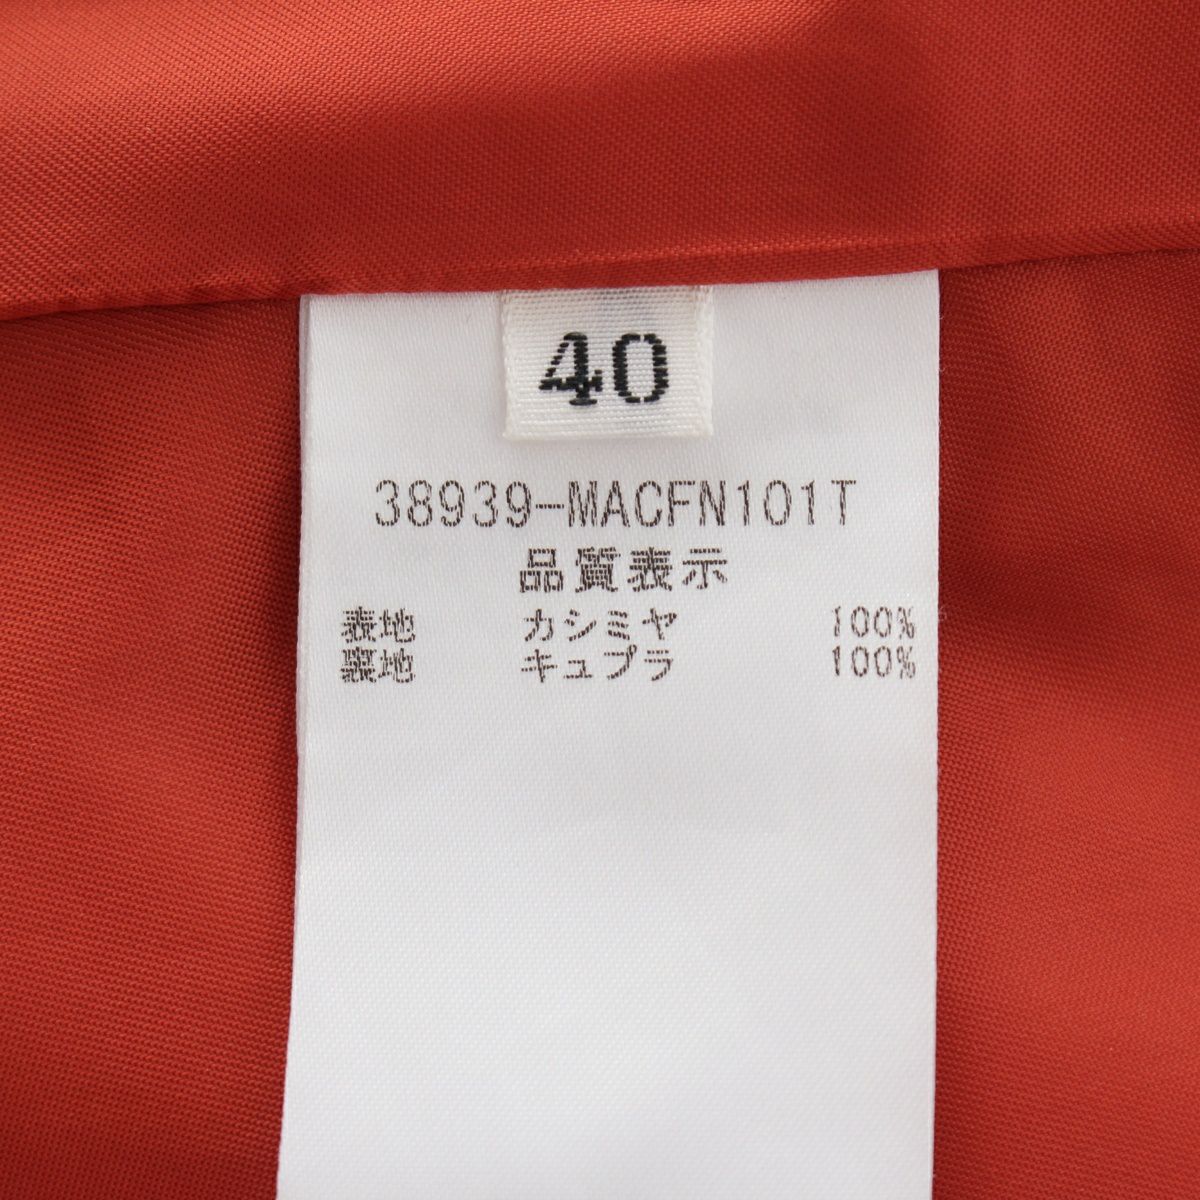 40
38939-MACFN101T
品質表示
表地 カシミヤ 100%
裏地 キュプラ 100%